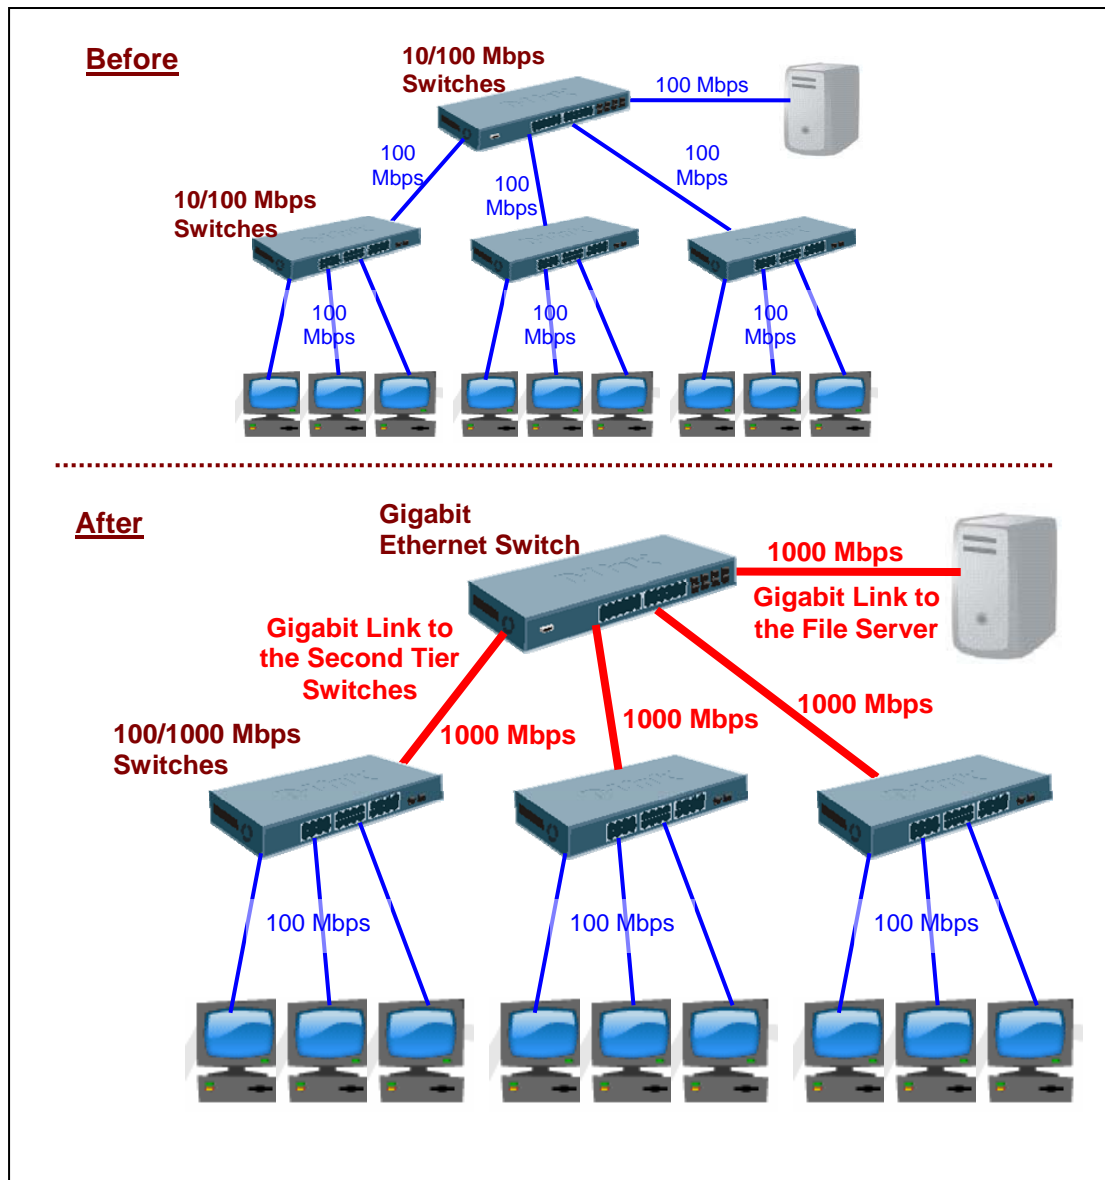 Before
10/100 Mbps
Switches
100 Mbps
100
Mbps
100
Mbps
100
Mbps
10/100 Mbps
Switches
100
Mbps
100
Mbps
100
Mbps
After
Gigabit
Ethernet Switch
1000 Mbps
Gigabit Link to
the File Server
Gigabit Link to
the Second Tier
Switches
1000 Mbps
1000 Mbps
1000 Mbps
100/1000 Mbps
Switches
100 Mbps
100 Mbps
100 Mbps